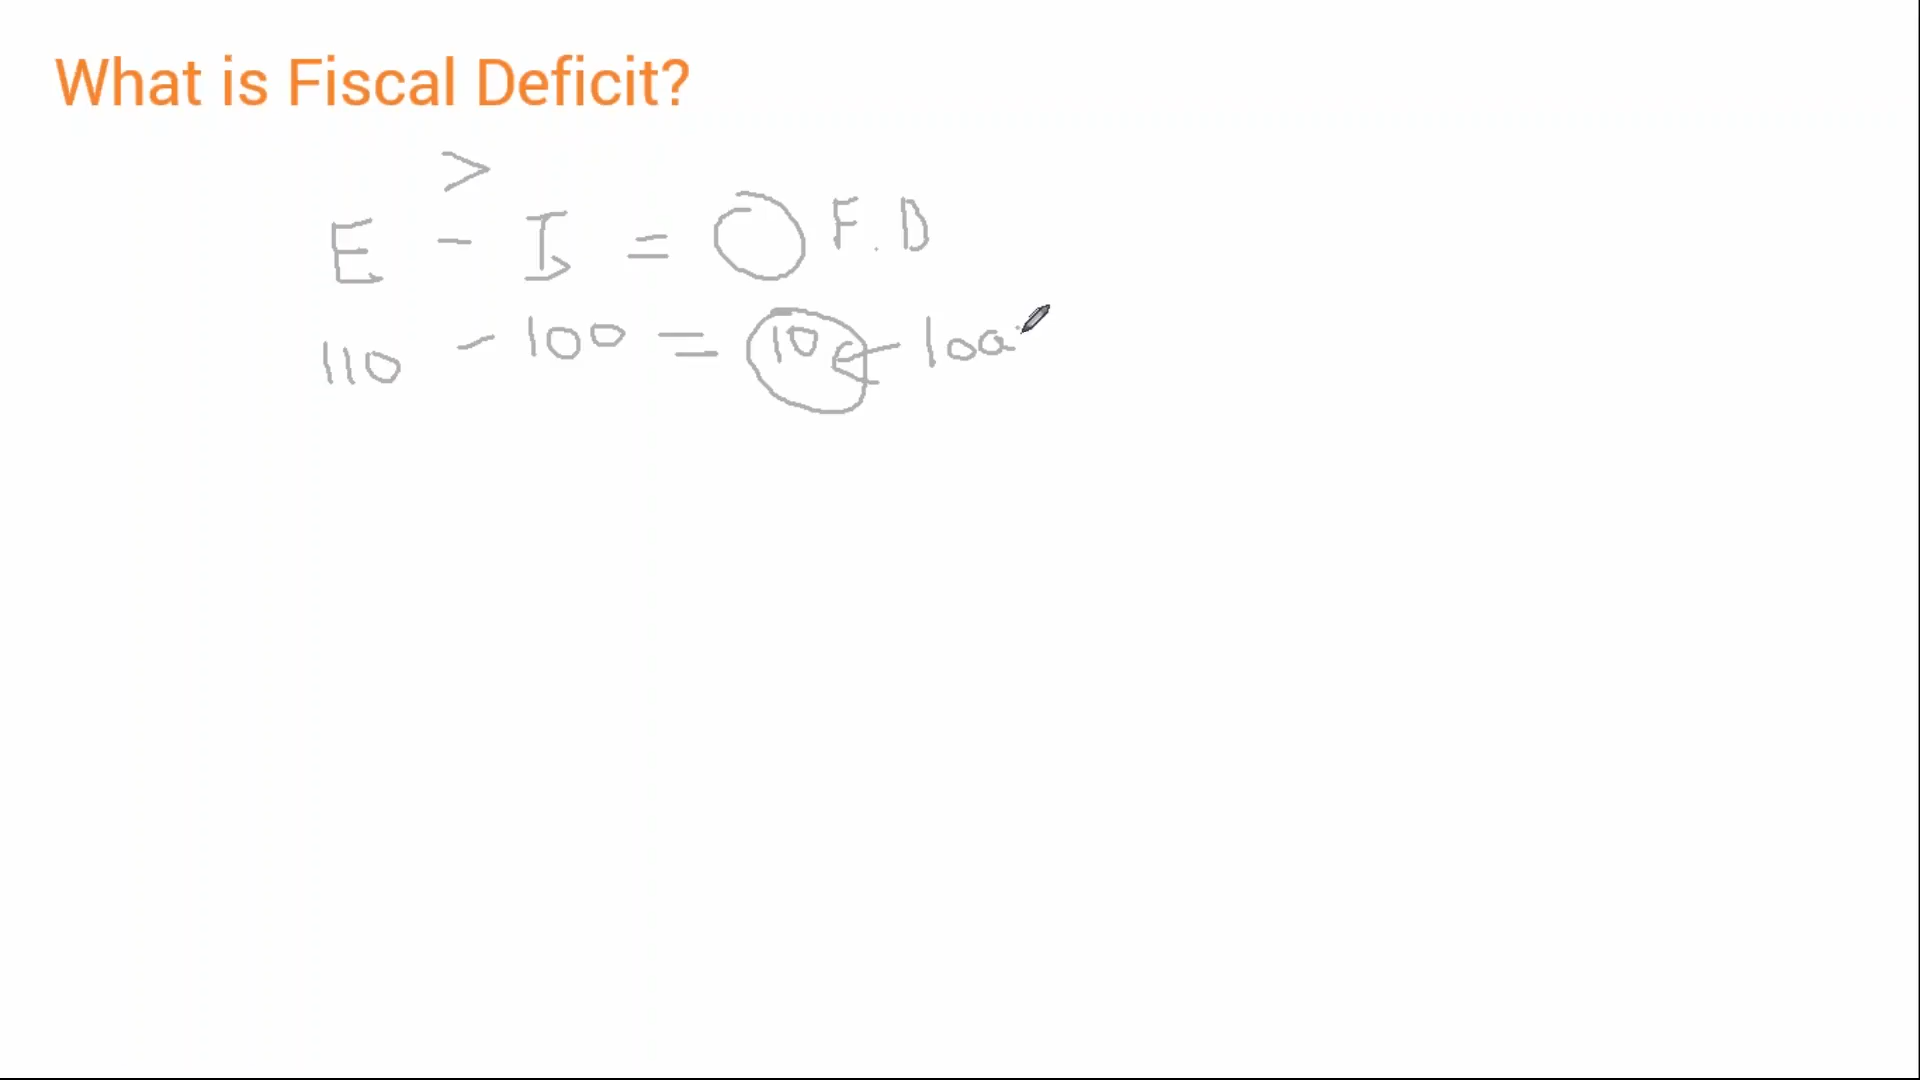 What is Fiscal Deficit?
>
E - I = F.D
110 - 100 = 10 ← loa